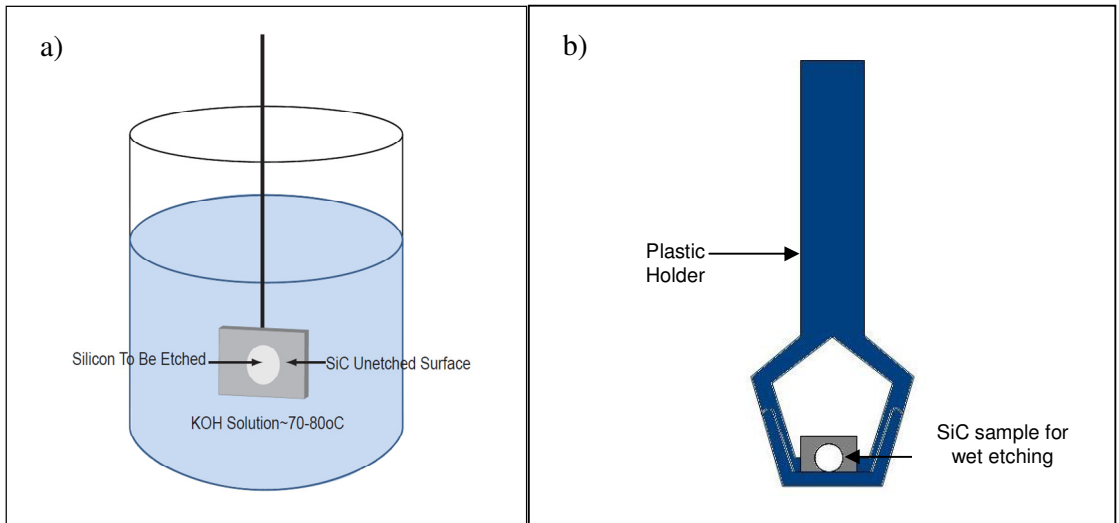 a)
Silicon To Be Etched
SiC Unetched Surface
KOH Solution~70-80oC
b)
Plastic
Holder
SiC sample for
wet etching